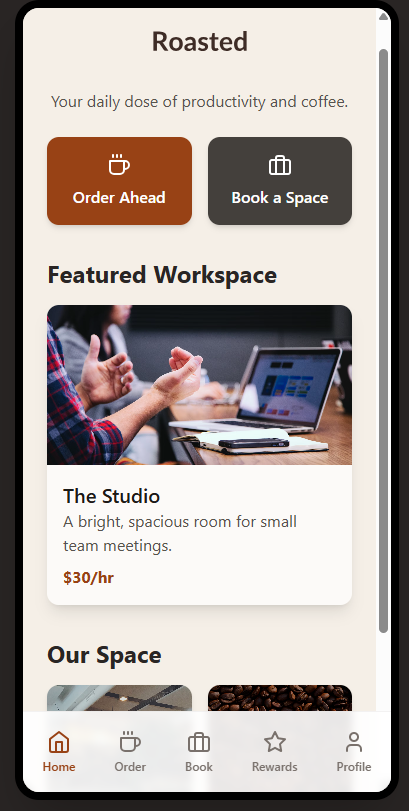 Roasted
Your daily dose of productivity and coffee.
Order Ahead
Book a Space
Featured Workspace
The Studio
A bright, spacious room for small
team meetings.
$30/hr
Our Space
Home
Order
Book
Rewards
Profile